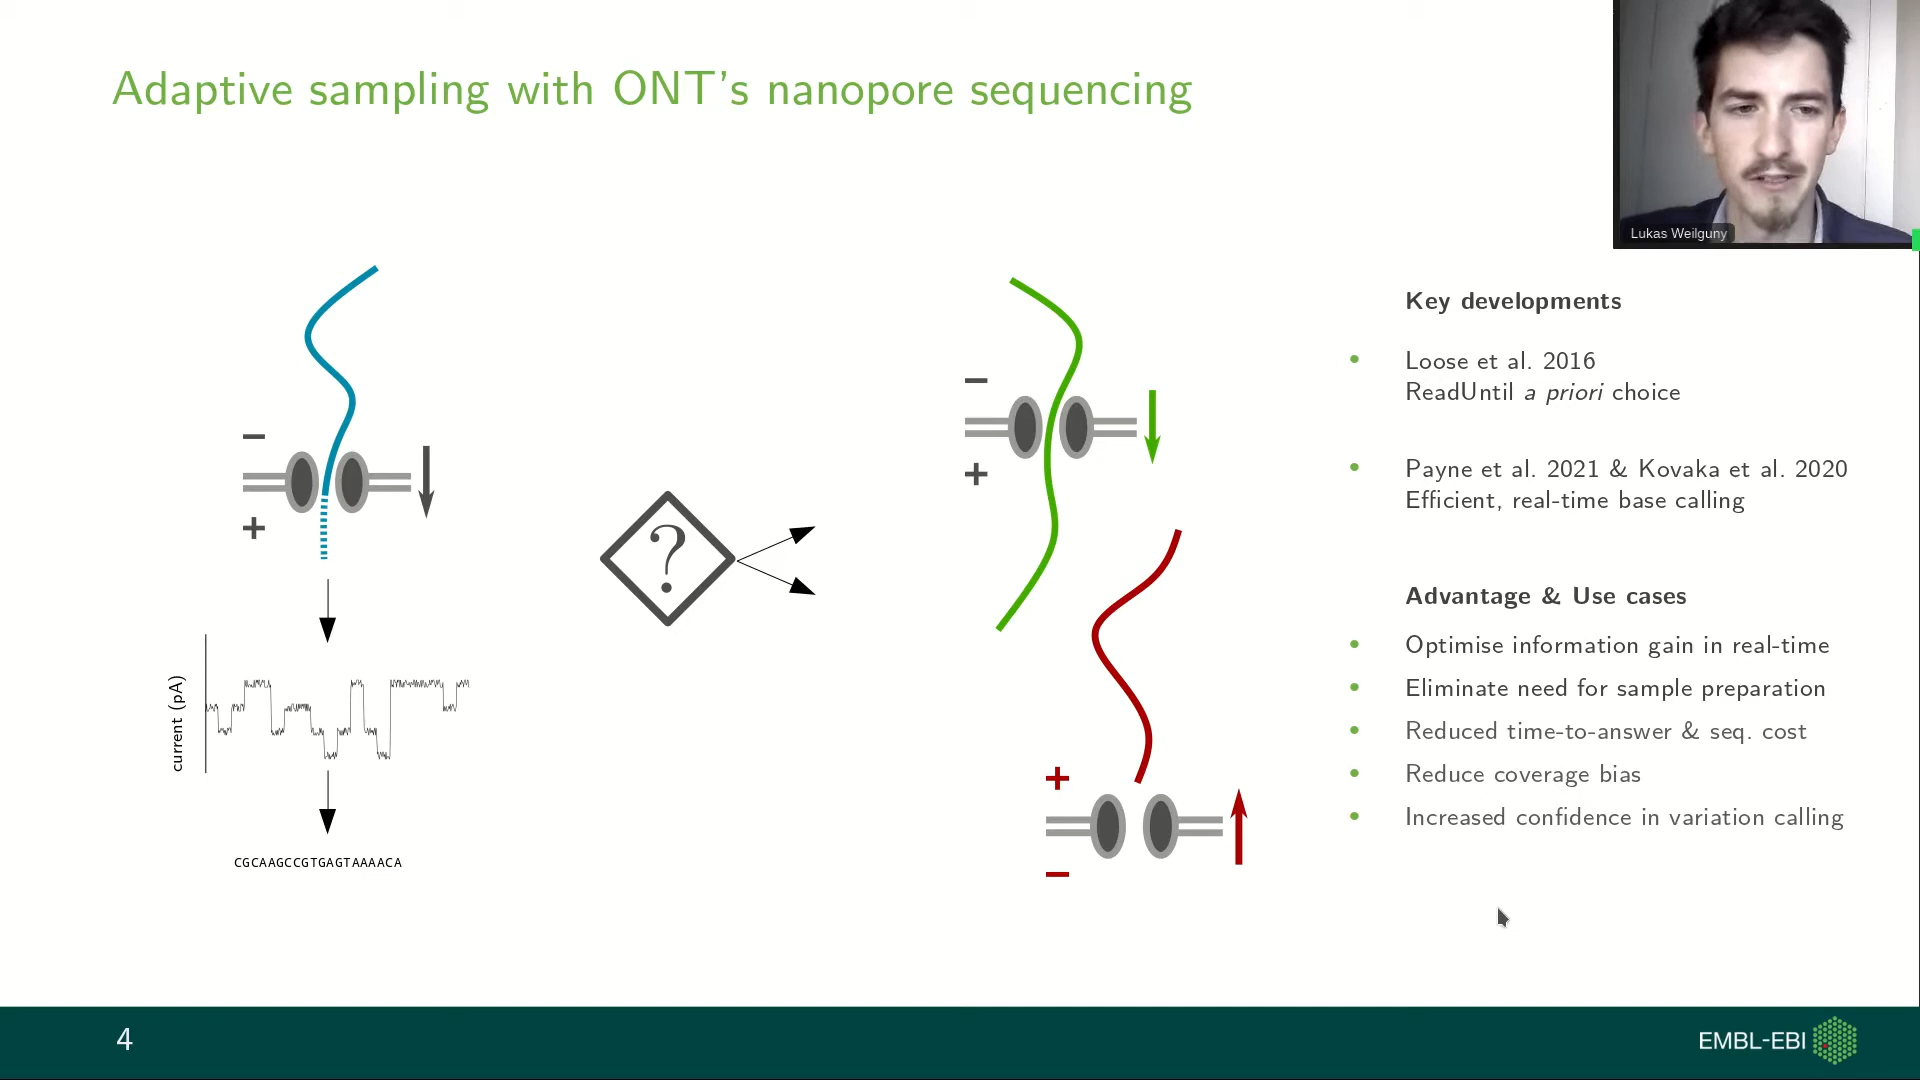 Adaptive sampling with ONT's nanopore sequencing
Lukas Weilguny
Key developments
• Loose et al. 2016
ReadUntil a priori choice
• Payne et al. 2021 & Kovaka et al. 2020
Efficient, real-time base calling
Advantage & Use cases
• Optimise information gain in real-time
• Eliminate need for sample preparation
• Reduced time-to-answer & seq. cost
• Reduce coverage bias
• Increased confidence in variation calling
−
+
?
−
+
+
−
current (pA)
CGCAAGCCGTGAGTAAAACA
4
EMBL-EBI